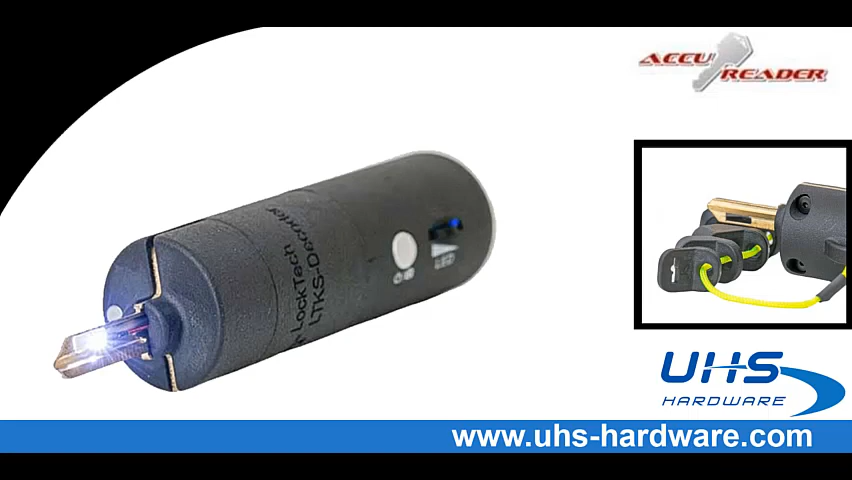 ACCU
READER
LockTech
LTKS-Decoder
UHS
HARDWARE
www.uhs-hardware.com